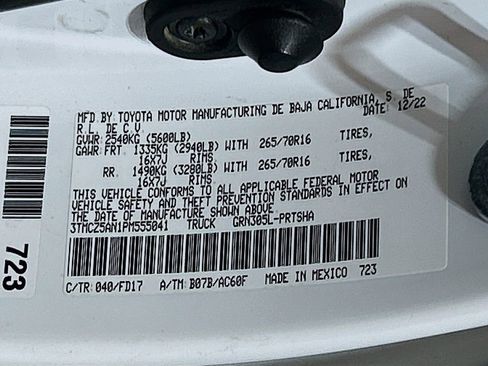 MFD BY: TOYOTA MOTOR MANUFACTURING DE BAJA CALIFORNIA, S DE
R L. DE C V 12/22
DATE:
GVWR: 2540KG (5600LB)
GAWR: FRT 1335KG (2940LB) WITH 265/70R16 TIRES,
16X7J RIMS,
RR 1490KG (3280LB) WITH 265/70R16 TIRES,
16X7J RIMS
THIS VEHICLE CONFORMS TO ALL APPLICABLE FEDERAL MOTOR
VEHICLE SAFETY AND THEFT PREVENTION STANDARDS IN EFFECT ON
THE DATE OF MANUFACTURE SHOWN ABOVE.
3TMCZ5AN1PM555041 TRUCK GRN305L-PRTSHA
C/TR: 040/FD17 A/TM: B07B/AC60F MADE IN MEXICO 723
723